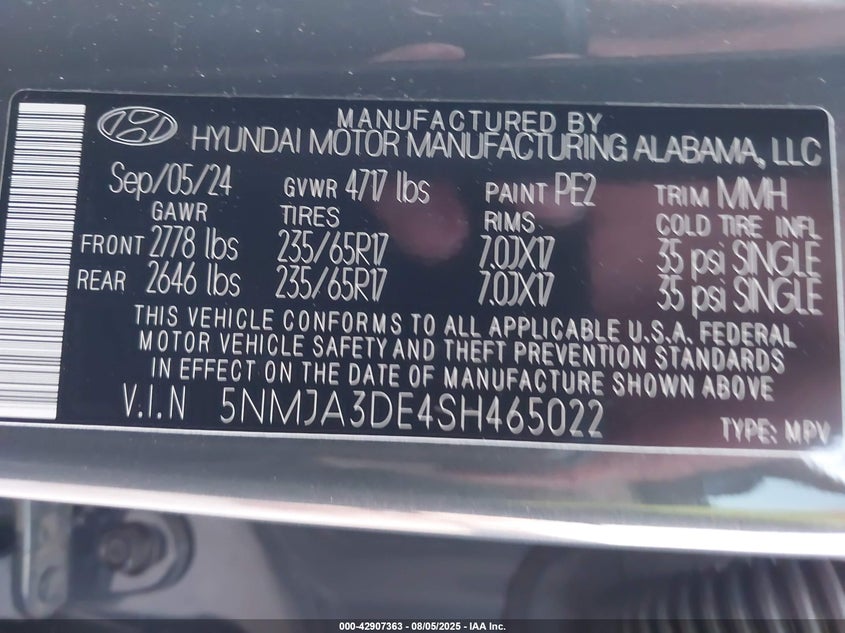 MANUFACTURED BY
HYUNDAI MOTOR MANUFACTURING ALABAMA, LLC
Sep/05/24 GVWR 4717 lbs PAINT PE2 TRIM MMH
GAWR TIRES RIMS COLD TIRE INFL
FRONT 2778 lbs 235/65R17 7.0JX17 35 psi SINGLE
REAR 2646 lbs 235/65R17 7.0JX17 35 psi SINGLE
THIS VEHICLE CONFORMS TO ALL APPLICABLE U.S.A. FEDERAL
MOTOR VEHICLE SAFETY AND THEFT PREVENTION STANDARDS
IN EFFECT ON THE DATE OF MANUFACTURE SHOWN ABOVE
V.I.N 5NMJA3DE4SH465022 TYPE: MPV
000-42907363 - 08/05/2025 - IAA Inc.